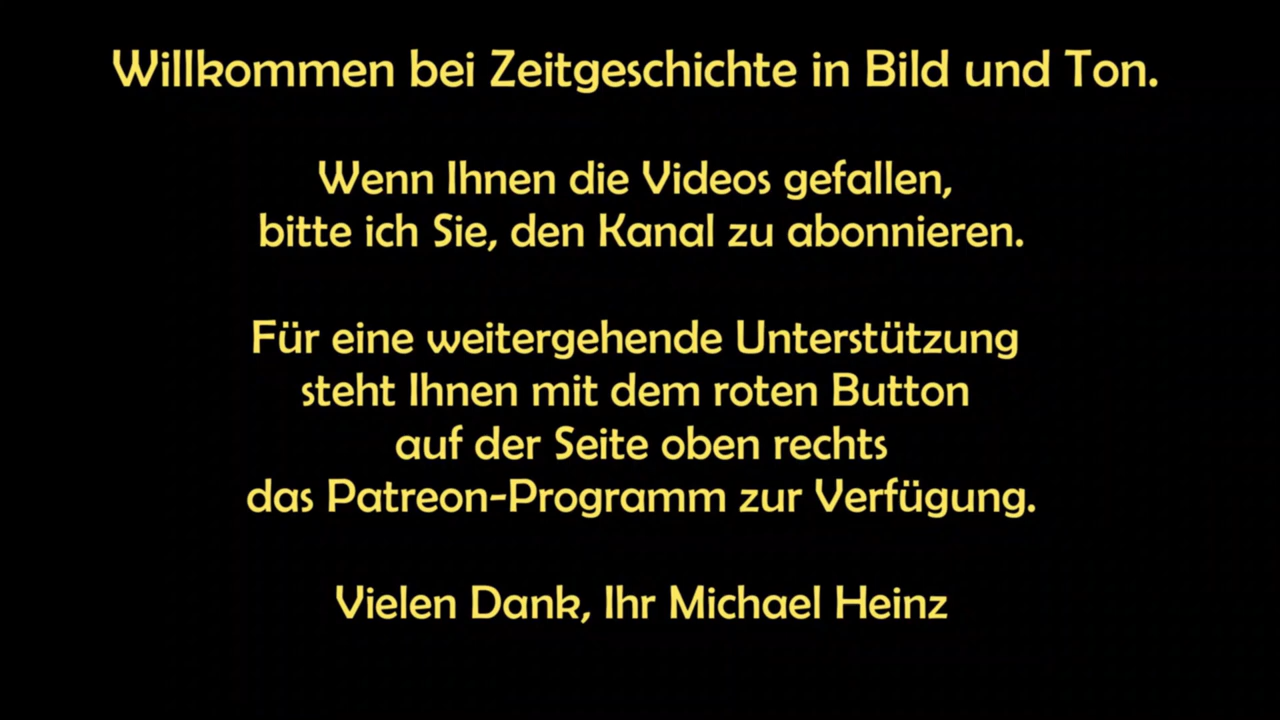 Willkommen bei Zeitgeschichte in Bild und Ton.
Wenn Ihnen die Videos gefallen,
bitte ich Sie, den Kanal zu abonnieren.
Für eine weitergehende Unterstützung
steht Ihnen mit dem roten Button
auf der Seite oben rechts
das Patreon-Programm zur Verfügung.
Vielen Dank, Ihr Michael Heinz